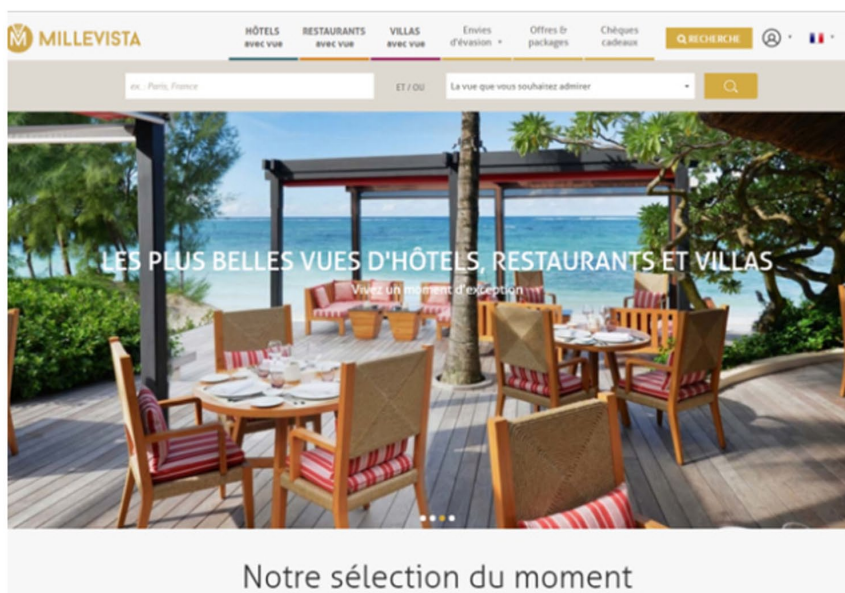 MILLEVISTA
HÔTELS
avec vue
RESTAURANTS
avec vue
VILLAS
avec vue
Envies
d'évasion
Offres &
packages
Chèques
cadeaux
RECHERCHE
ex. : Paris, France
ET / OU
La vue que vous souhaitez admirer
LES PLUS BELLES VUES D'HÔTELS, RESTAURANTS ET VILLAS
Vivez un moment d'exception
Notre sélection du moment